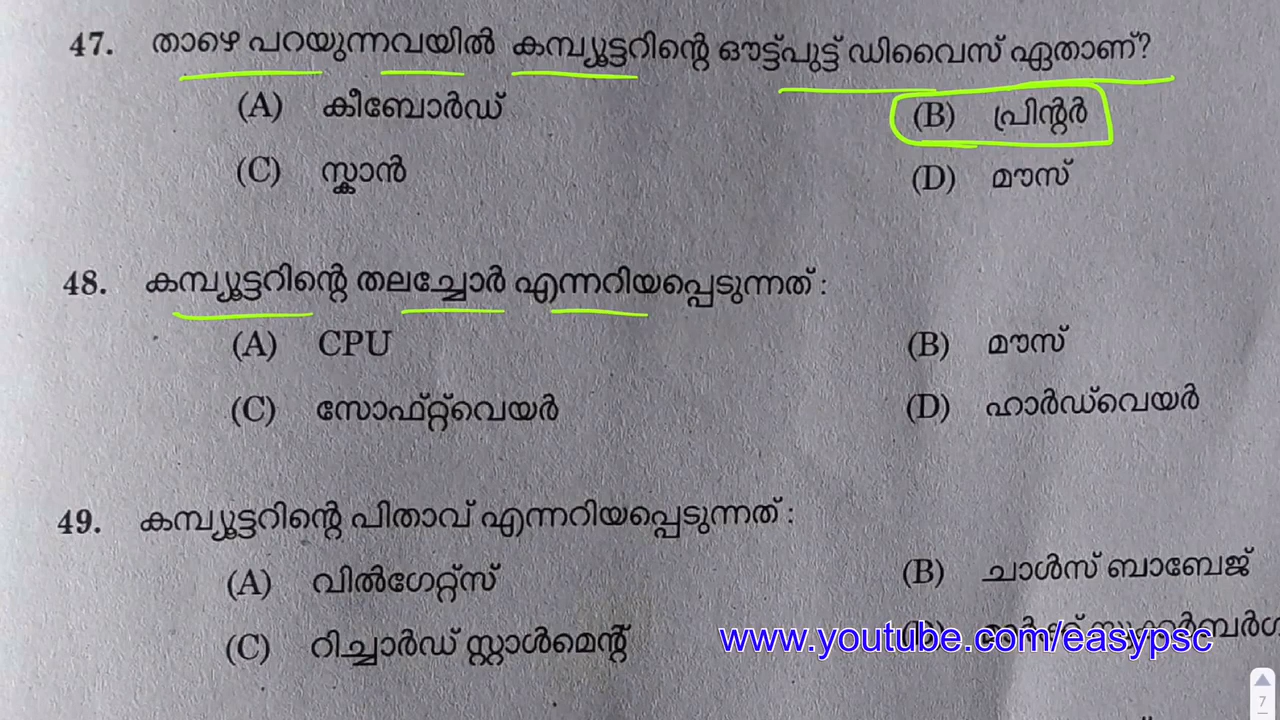 47. താഴെ പറയുന്നവയിൽ കമ്പ്യൂട്ടറിന്റെ ഔട്ട്പുട്ട് ഡിവൈസ് ഏതാണ്?
(A) കീബോർഡ് (B) പ്രിന്റർ
(C) സ്കാൻ (D) മൗസ്
48. കമ്പ്യൂട്ടറിന്റെ തലച്ചോർ എന്നറിയപ്പെടുന്നത് :
(A) CPU (B) മൗസ്
(C) സോഫ്റ്റ്‌വെയർ (D) ഹാർഡ്‌വെയർ
49. കമ്പ്യൂട്ടറിന്റെ പിതാവ് എന്നറിയപ്പെടുന്നത് :
(A) വിൽഗേറ്റ്സ് (B) ചാൾസ് ബാബേജ്
(C) റിച്ചാർഡ് സ്റ്റാൾമെന്റ്
www.youtube.com/easypsc
7